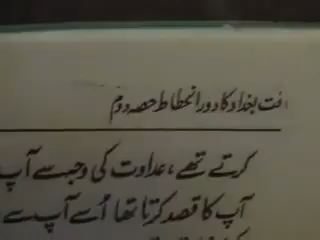 فت بغداد کا دور انحطاط حصہ دوم
کرتے تھے، عداوت کی وجہ سے آپ
آپ کا قصد کرتا تھا اُسے آپ سے